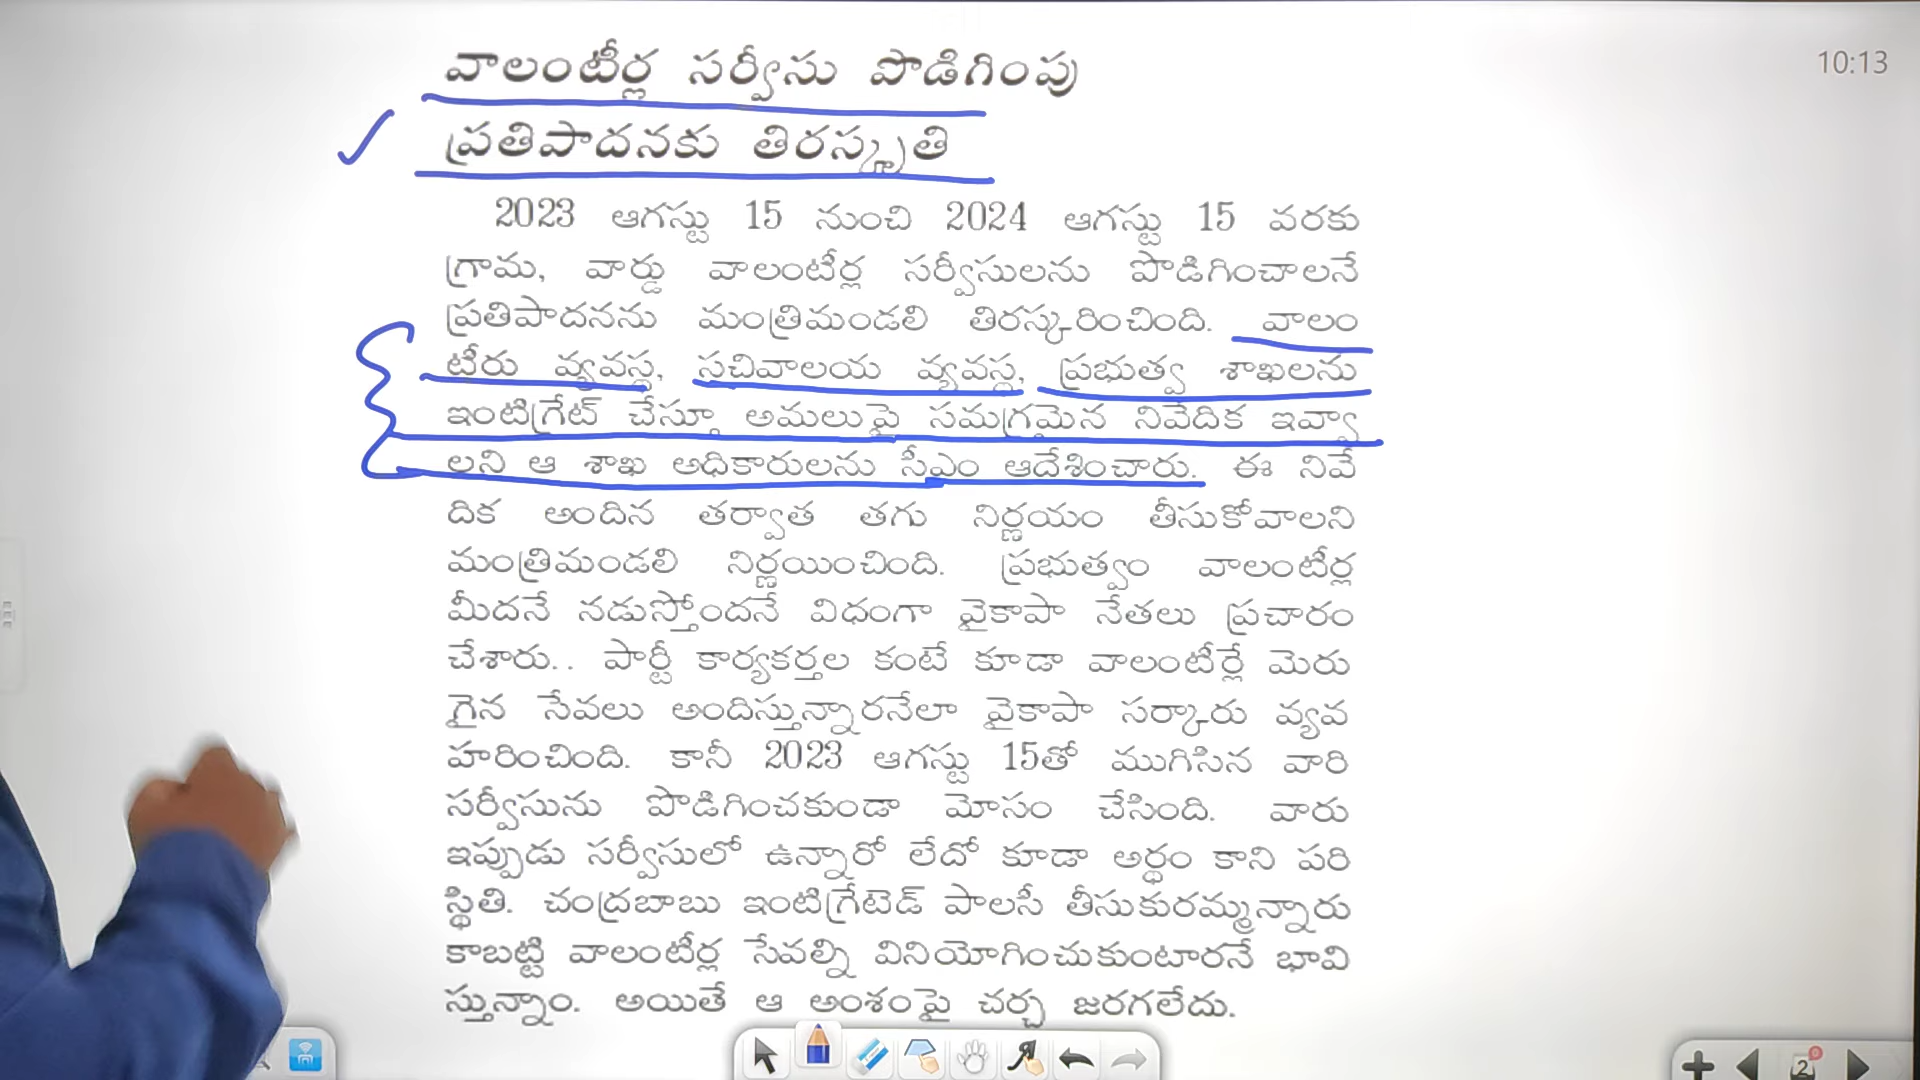 వాలంటీర్ల సర్వీసు పొడిగింపు
10:13
ప్రతిపాదనకు తిరస్కృతి
2023 ఆగస్టు 15 నుంచి 2024 ఆగస్టు 15 వరకు
గ్రామ, వార్డు వాలంటీర్ల సర్వీసులను పొడిగించాలనే
ప్రతిపాదనను మంత్రిమండలి తిరస్కరించింది. వాలం
టీరు వ్యవస్థ, సచివాలయ వ్యవస్థ, ప్రభుత్వ శాఖలను
ఇంటిగ్రేట్ చేస్తూ అమలుపై సమగ్రమైన నివేదిక ఇవ్వా
లని ఆ శాఖ అధికారులను సీఎం ఆదేశించారు. ఈ నివే
దిక అందిన తర్వాత తగు నిర్ణయం తీసుకోవాలని
మంత్రిమండలి నిర్ణయించింది. ప్రభుత్వం వాలంటీర్ల
మీదనే నడుస్తోందనే విధంగా వైకాపా నేతలు ప్రచారం
చేశారు.. పార్టీ కార్యకర్తల కంటే కూడా వాలంటీర్లే మెరు
గైన సేవలు అందిస్తున్నారనేలా వైకాపా సర్కారు వ్యవ
హరించింది. కానీ 2023 ఆగస్టు 15తో ముగిసిన వారి
సర్వీసును పొడిగించకుండా మోసం చేసింది. వారు
ఇప్పుడు సర్వీసులో ఉన్నారో లేదో కూడా అర్థం కాని పరి
స్థితి. చంద్రబాబు ఇంటిగ్రేటెడ్ పాలసీ తీసుకురమ్మన్నారు
కాబట్టి వాలంటీర్ల సేవల్ని వినియోగించుకుంటారనే భావి
స్తున్నాం. అయితే ఆ అంశంపై చర్చ జరగలేదు.
2